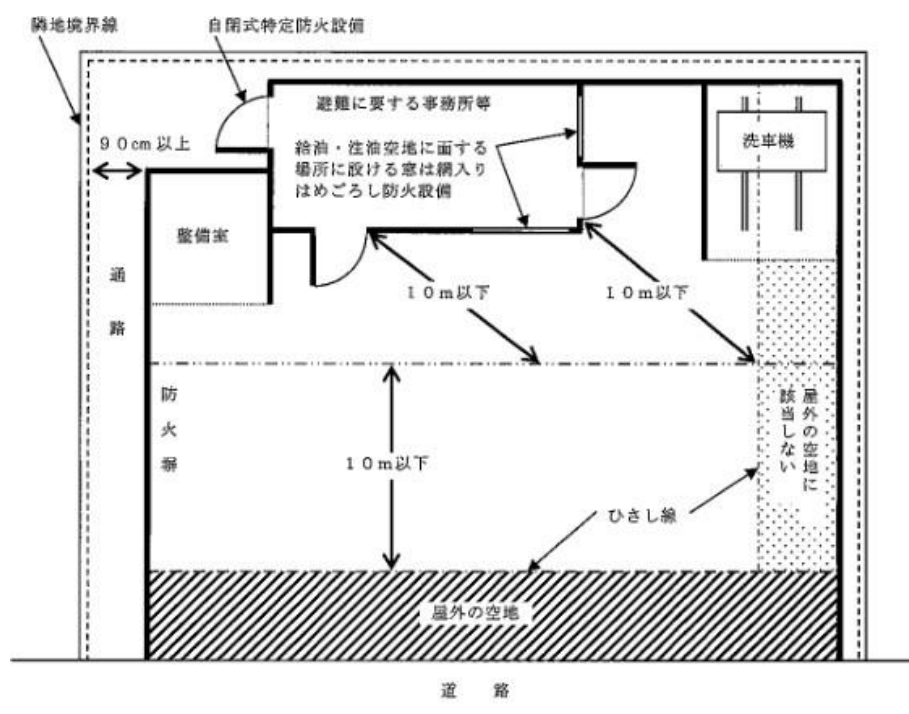 隣地境界線
自閉式特定防火設備
90cm以上
避難に要する事務所等
給油・注油空地に面する
場所に設ける窓は網入り
はめごろし防火設備
洗車機
整備室
通路
10m以下
10m以下
防火塀
10m以下
屋外の空地に
該当しない
ひさし線
屋外の空地
道路